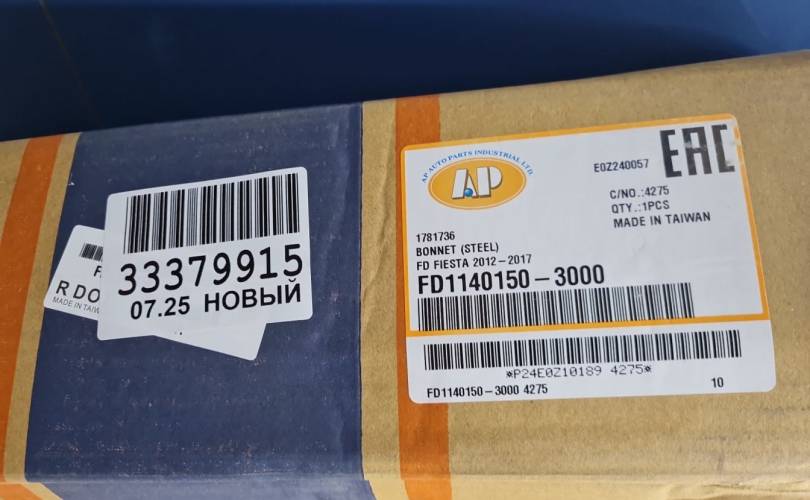 33379915
07.25 НОВЫЙ
R DO
MADE IN TAIW
AP AUTO PARTS INDUSTRIAL LTD
AP
E0Z240057
EAC
C/NO.:4275
QTY.:1PCS
MADE IN TAIWAN
1781736
BONNET (STEEL)
FD FIESTA 2012-2017
FD1140150-3000
*P24E0Z10189 4275*
FD1140150-3000 4275
10